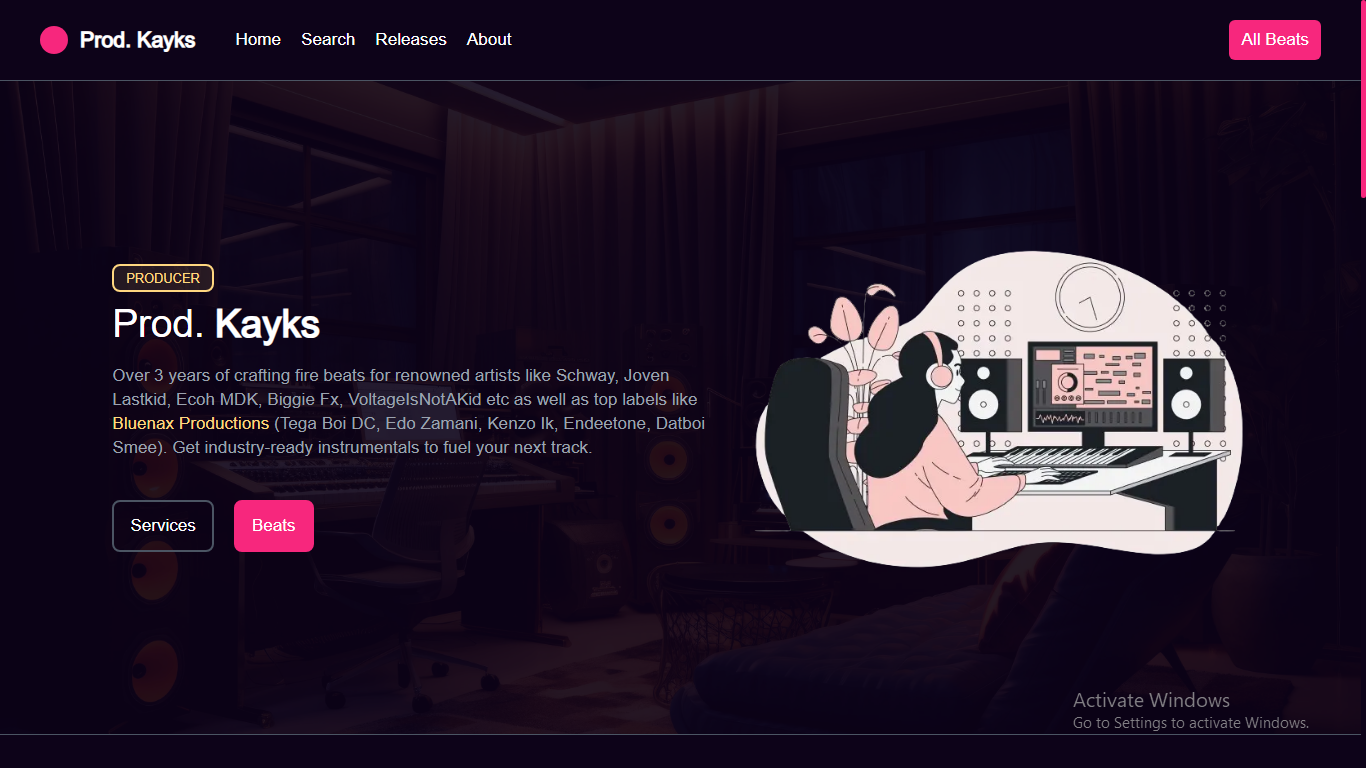 Prod. Kayks
Home
Search
Releases
About
All Beats
PRODUCER
Prod. Kayks
Over 3 years of crafting fire beats for renowned artists like Schway, Joven
Lastkid, Ecoh MDK, Biggie Fx, VoltageIsNotAKid etc as well as top labels like
Bluenax Productions (Tega Boi DC, Edo Zamani, Kenzo Ik, Endeetone, Datboi
Smee). Get industry-ready instrumentals to fuel your next track.
Services
Beats
Activate Windows
Go to Settings to activate Windows.